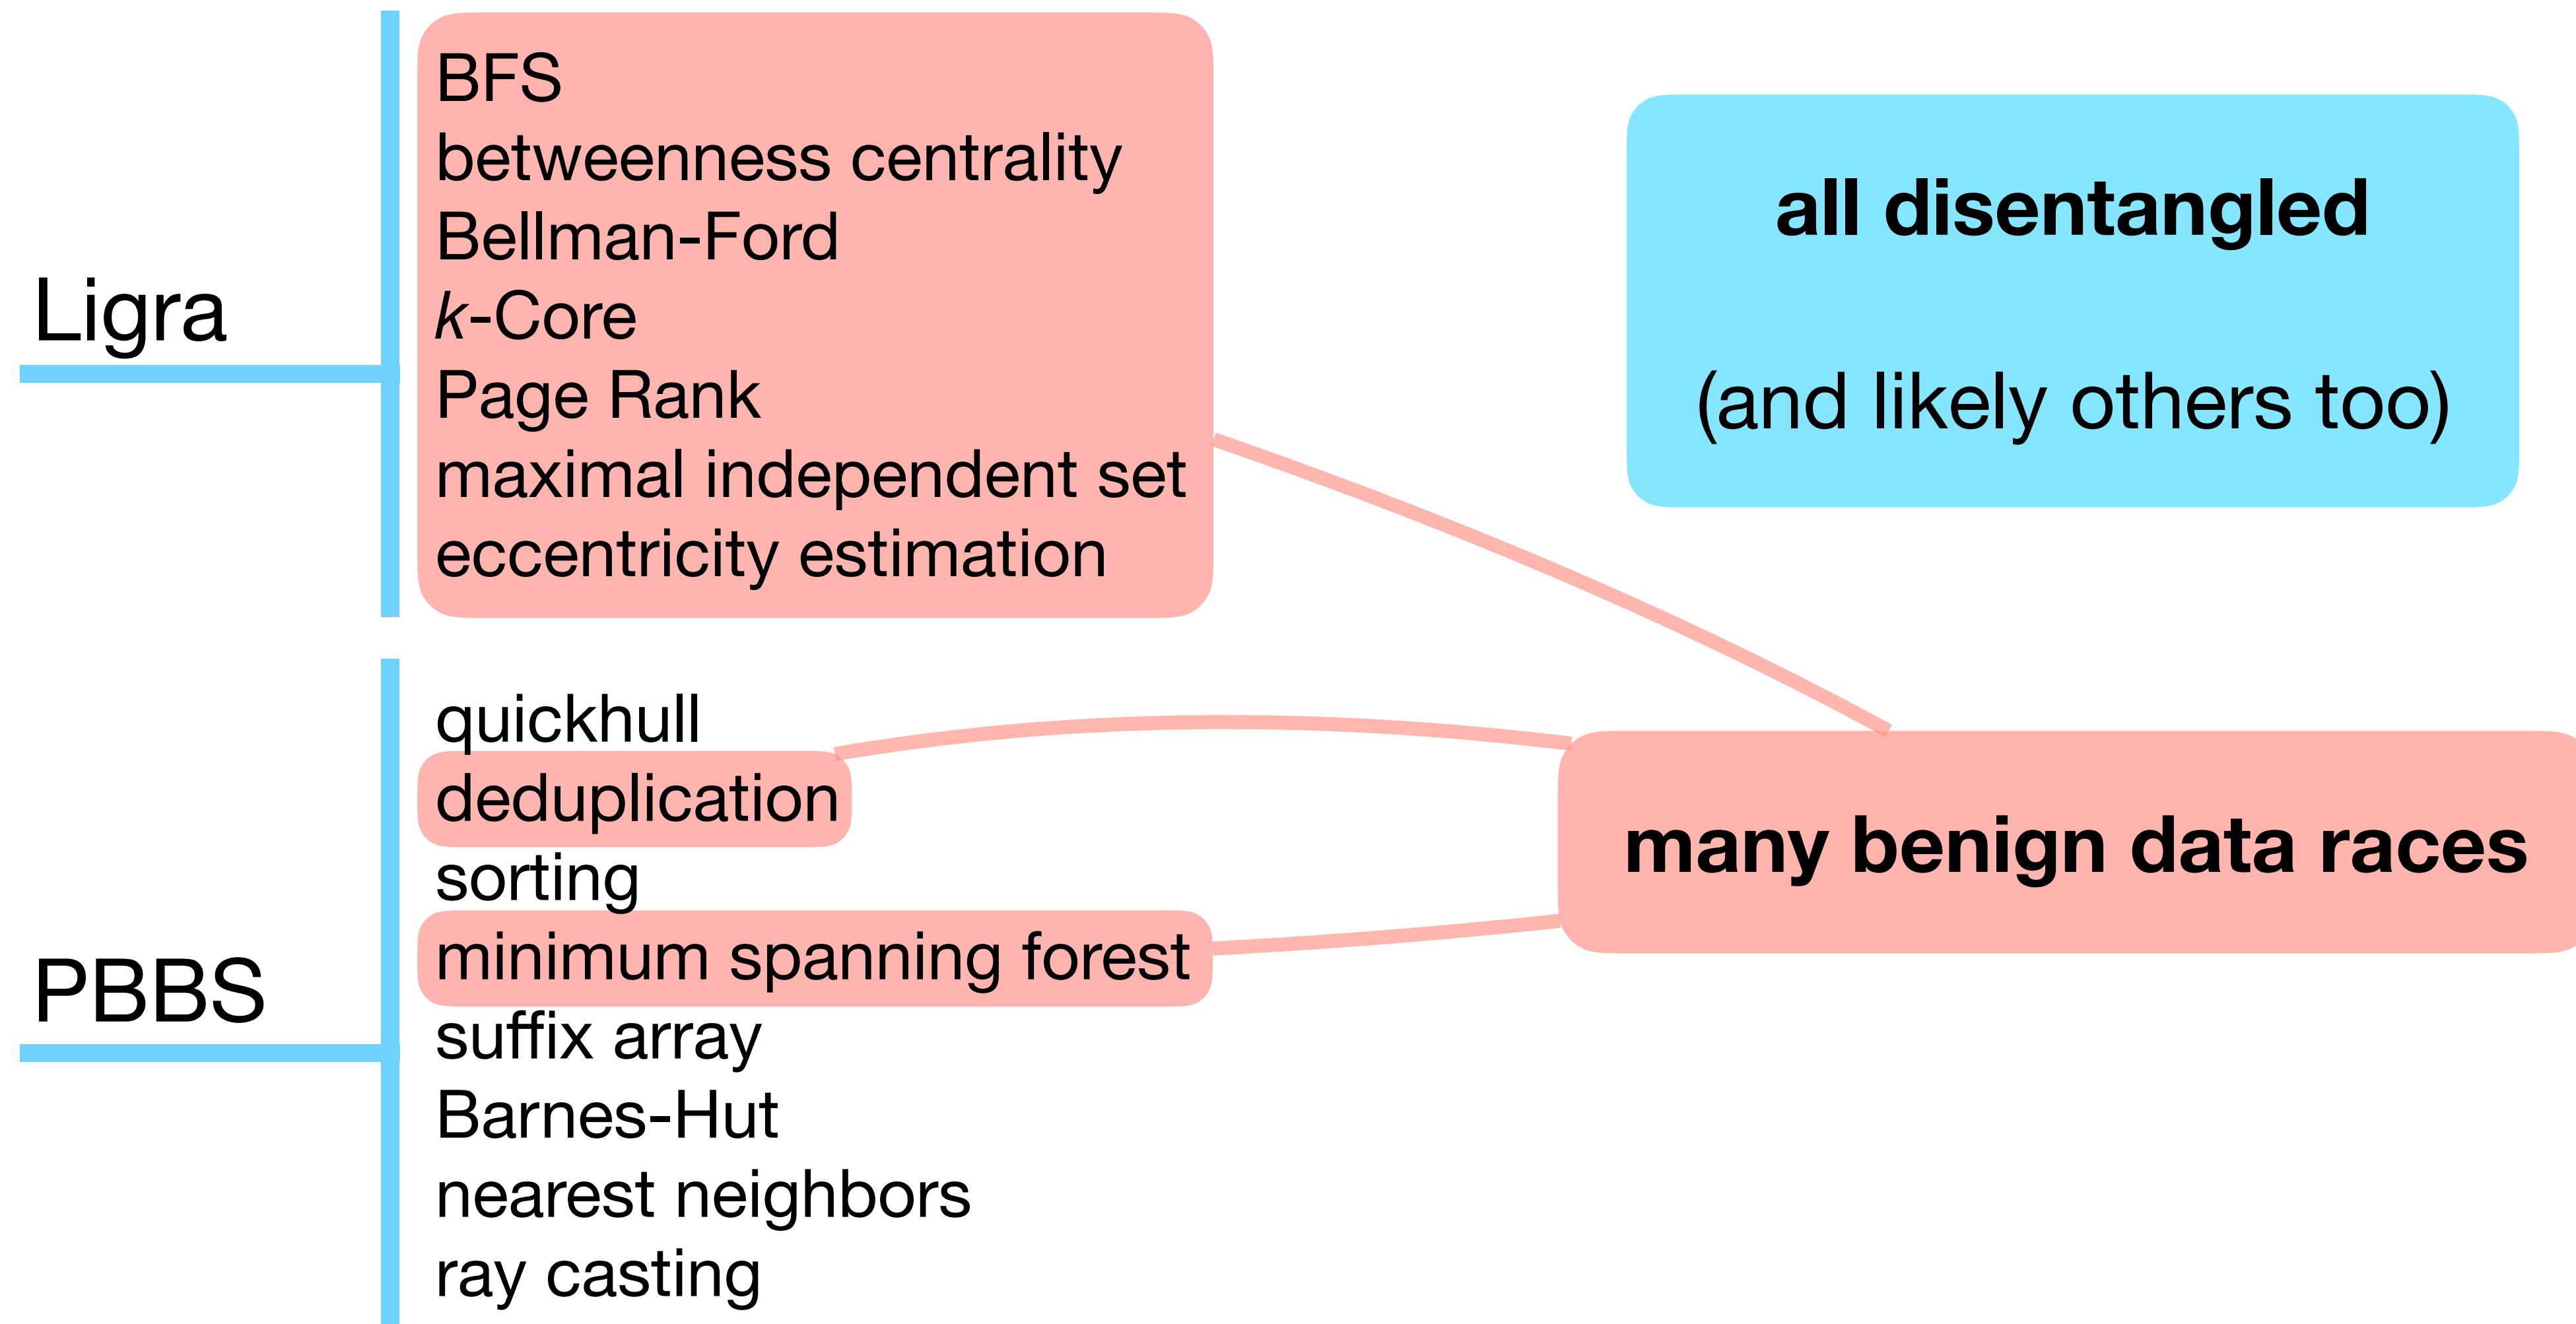 Ligra
BFS
betweenness centrality
Bellman-Ford
k-Core
Page Rank
maximal independent set
eccentricity estimation
all disentangled
(and likely others too)
PBBS
quickhull
deduplication
sorting
minimum spanning forest
suffix array
Barnes-Hut
nearest neighbors
ray casting
many benign data races